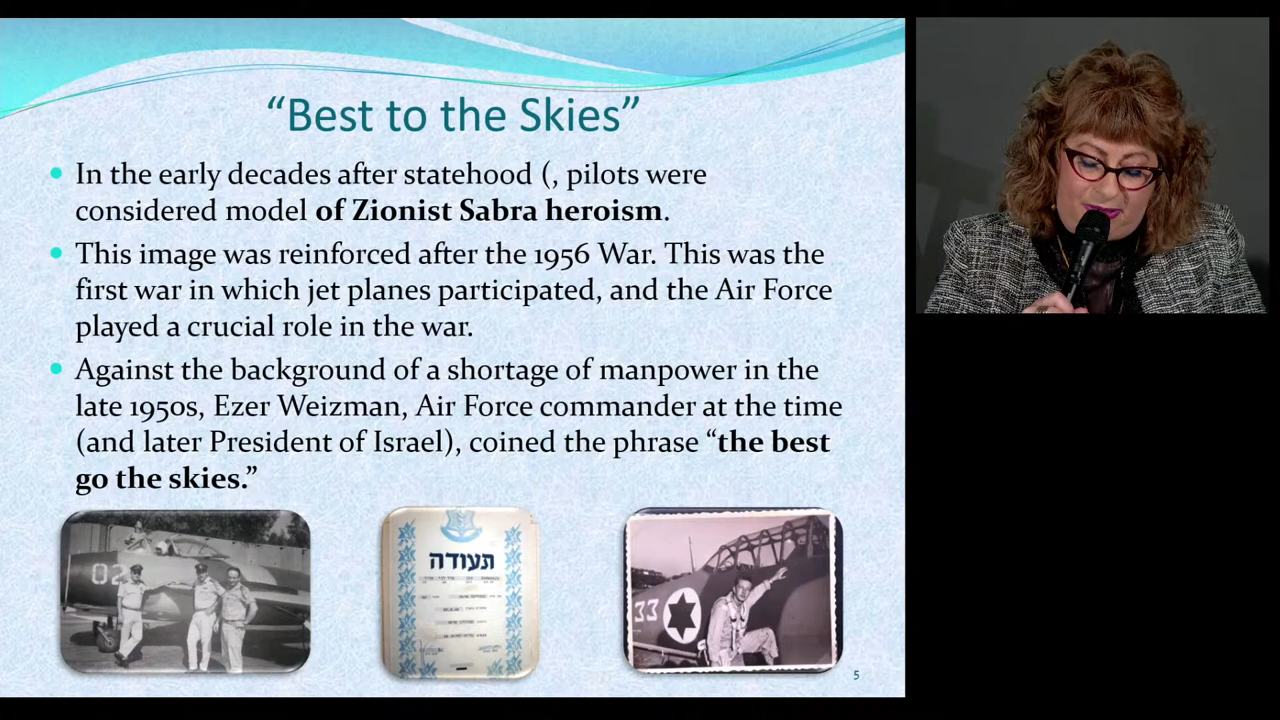 “Best to the Skies”
In the early decades after statehood (, pilots were
considered model of Zionist Sabra heroism.
This image was reinforced after the 1956 War. This was the
first war in which jet planes participated, and the Air Force
played a crucial role in the war.
Against the background of a shortage of manpower in the
late 1950s, Ezer Weizman, Air Force commander at the time
(and later President of Israel), coined the phrase “the best
go the skies.”
02
תעודה
33
5